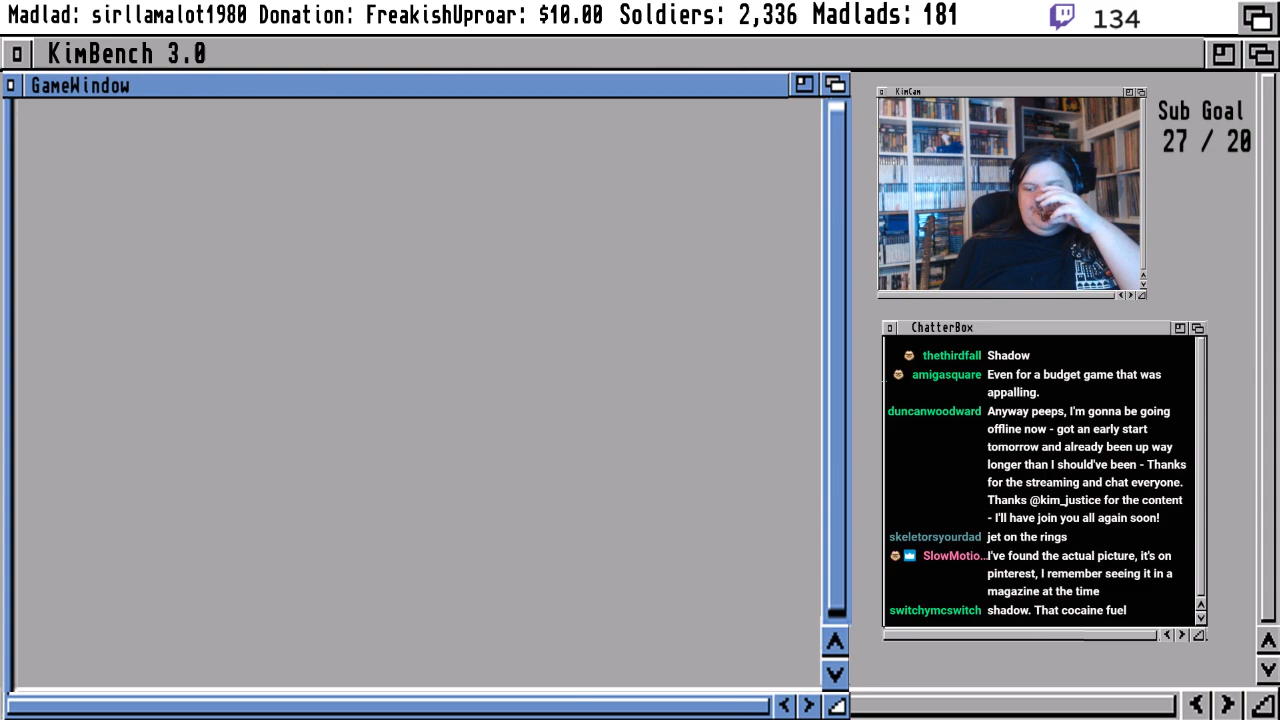 Madlad: sirllamalot1980 Donation: FreakishUproar: $10.00 Soldiers: 2,336 Madlads: 181
134
KimBench 3.0
GameWindow
KimCam
Sub Goal
27 / 20
ChatterBox
thethirdfall Shadow
amigasquare Even for a budget game that was
appalling.
duncanwoodward Anyway peeps, I'm gonna be going
offline now - got an early start
tomorrow and already been up way
longer than I should've been - Thanks
for the streaming and chat everyone.
Thanks @kim_justice for the content
- I'll have join you all again soon!
skeletorsyourdad jet on the rings
SlowMotio... I've found the actual picture, it's on
pinterest, I remember seeing it in a
magazine at the time
switchymcswitch shadow. That cocaine fuel